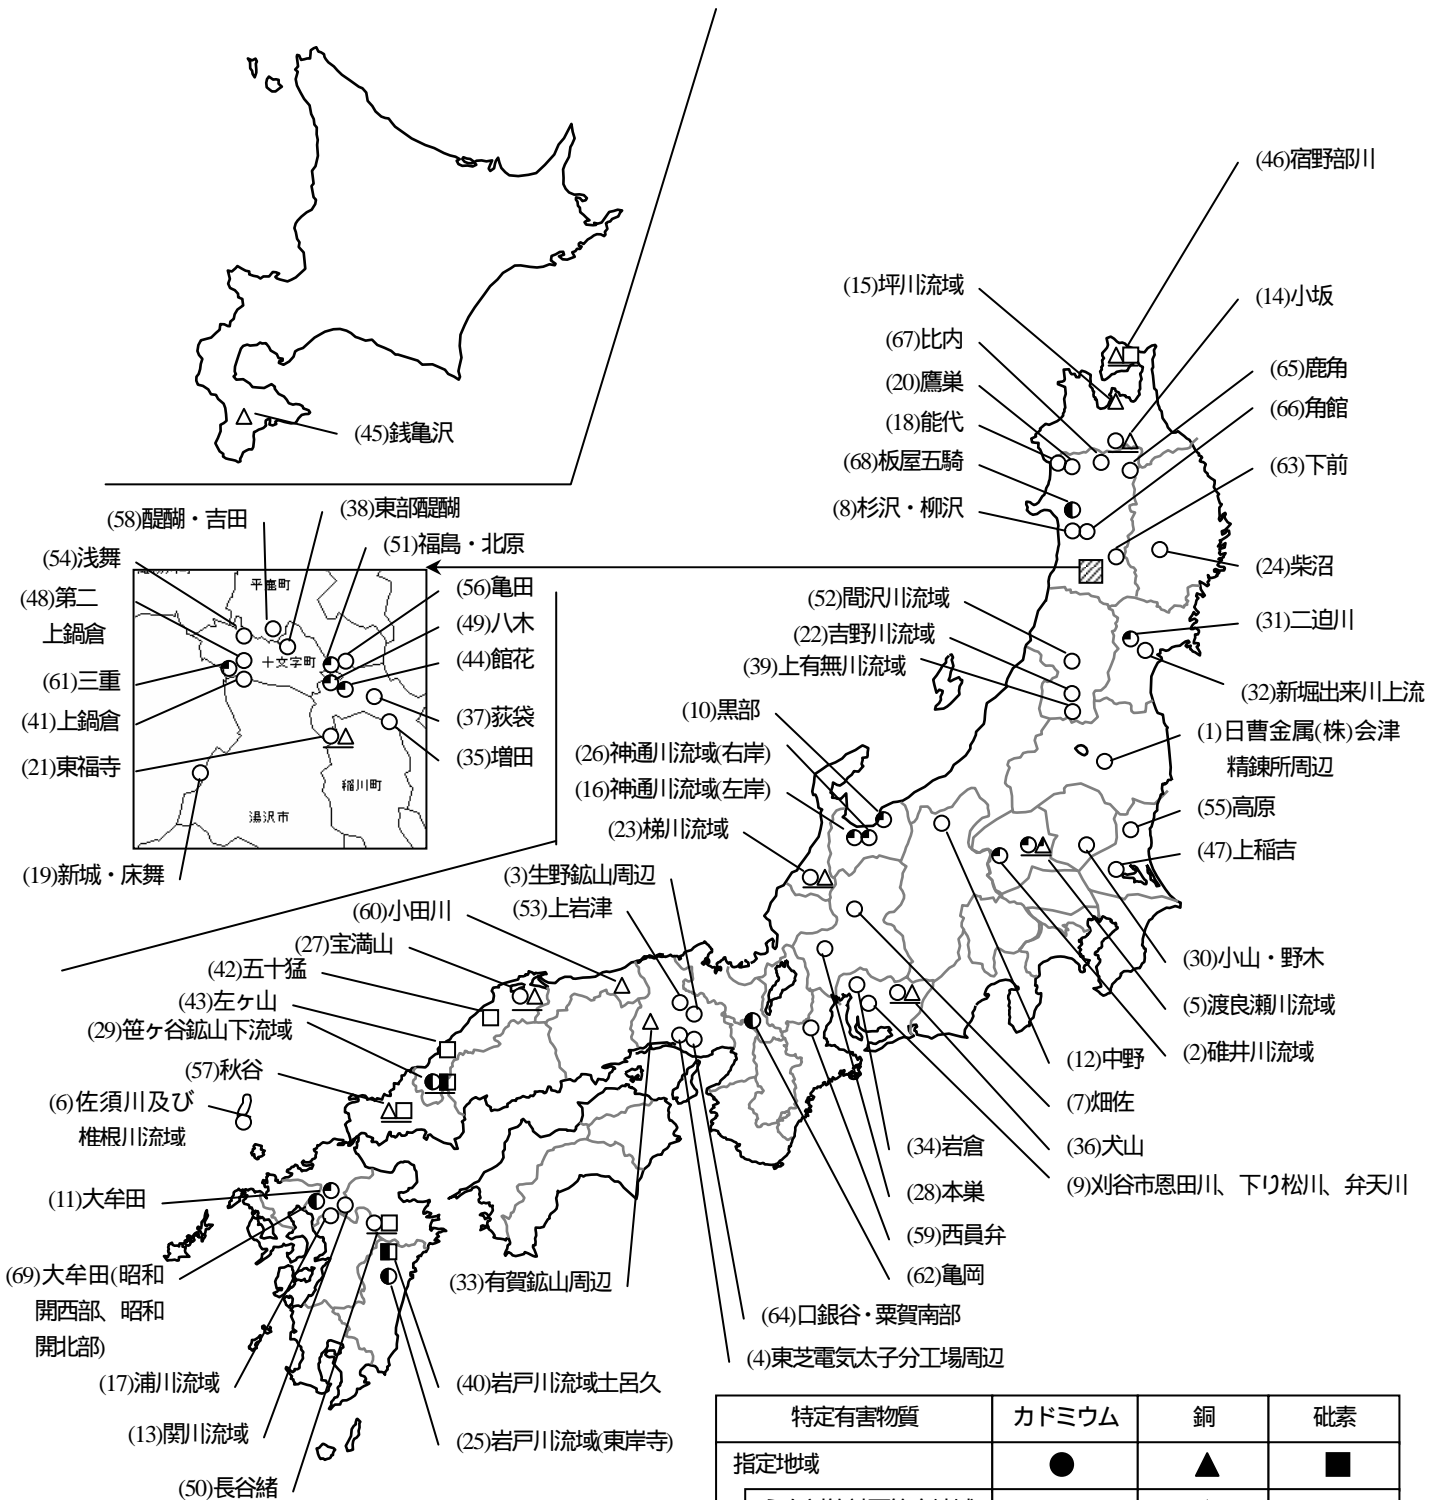 (46)宿野部川
(15)坪川流域
(14)小坂
(67)比内
(65)鹿角
(20)鷹巣
(66)角館
(18)能代
(45)銭亀沢
(68)板屋五騎
(63)下前
(8)杉沢・柳沢
(58)醍醐・吉田
(38)東部醍醐
(54)浅舞
(51)福島・北原
(24)柴沼
平鹿町
(56)亀田
(48)第二
上鍋倉
(52)間沢川流域
(49)八木
(31)二迫川
(22)吉野川流域
十文字町
(44)館花
(39)上有無川流域
(61)三重
(32)新堀出来川上流
(41)上鍋倉
(37)荻袋
(10)黒部
(1)日曹金属(株)会津
精錬所周辺
(21)東福寺
(35)増田
(26)神通川流域(右岸)
稲川町
(16)神通川流域(左岸)
(55)高原
湯沢市
(23)梯川流域
(47)上稲吉
(19)新城・床舞
(3)生野鉱山周辺
(60)小田川
(53)上岩津
(27)宝満山
(30)小山・野木
(42)五十猛
(43)左ヶ山
(5)渡良瀬川流域
(29)笹ヶ谷鉱山下流域
(12)中野
(2)碓井川流域
(57)秋谷
(6)佐須川及び
椎根川流域
(7)畑佐
(34)岩倉
(36)犬山
(11)大牟田
(28)本巣
(9)刈谷市恩田川、下り松川、弁天川
(59)西員弁
(69)大牟田(昭和
開西部、昭和
開北部)
(33)有賀鉱山周辺
(62)亀岡
(64)口銀谷・粟賀南部
(4)東芝電気太子分工場周辺
(17)浦川流域
(40)岩戸川流域土呂久
(13)関川流域
(25)岩戸川流域(東岸寺)
(50)長谷緒
特定有害物質 カドミウム 銅 砒素
指定地域 ● ▲ ■